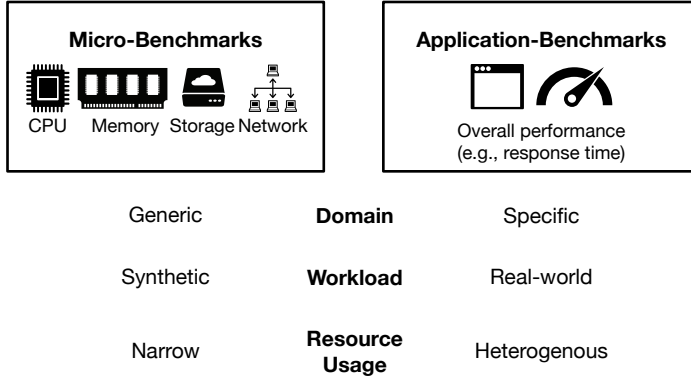 Micro-Benchmarks
CPU Memory Storage Network
Application-Benchmarks
Overall performance
(e.g., response time)
Generic Domain Specific
Synthetic Workload Real-world
Narrow Resource Usage Heterogenous